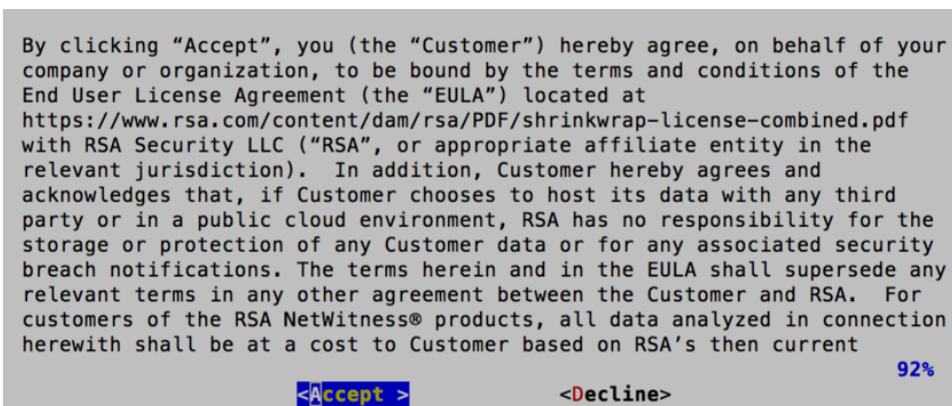 By clicking “Accept”, you (the “Customer”) hereby agree, on behalf of your
company or organization, to be bound by the terms and conditions of the
End User License Agreement (the “EULA”) located at
https://www.rsa.com/content/dam/rsa/PDF/shrinkwrap-license-combined.pdf
with RSA Security LLC (“RSA”, or appropriate affiliate entity in the
relevant jurisdiction).  In addition, Customer hereby agrees and
acknowledges that, if Customer chooses to host its data with any third
party or in a public cloud environment, RSA has no responsibility for the
storage or protection of any Customer data or for any associated security
breach notifications. The terms herein and in the EULA shall supersede any
relevant terms in any other agreement between the Customer and RSA.  For
customers of the RSA NetWitness® products, all data analyzed in connection
herewith shall be at a cost to Customer based on RSA’s then current
92%
<Accept > <Decline>